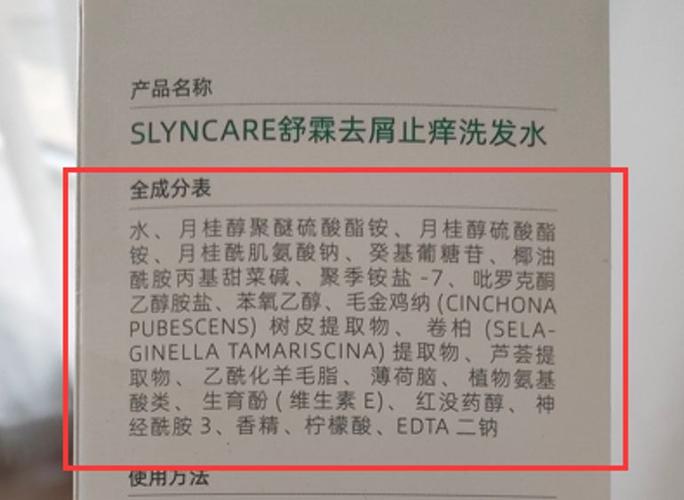 产品名称
SLYNCARE舒霖去屑止痒洗发水
全成分表
水、月桂醇聚醚硫酸酯铵、月桂醇硫酸酯
铵、月桂酰肌氨酸钠、癸基葡糖苷、椰油
酰胺丙基甜菜碱、聚季铵盐-7、吡罗克酮
乙醇胺盐、苯氧乙醇、毛金鸡纳(CINCHONA
PUBESCENS) 树皮提取物、卷柏 (SELA-
GINELLA TAMARISCINA) 提取物、芦荟提
取物、乙酰化羊毛脂、薄荷脑、植物氨基
酸类、生育酚(维生素E)、红没药醇、神
经酰胺 3、香精、柠檬酸、EDTA 二钠
使用方法